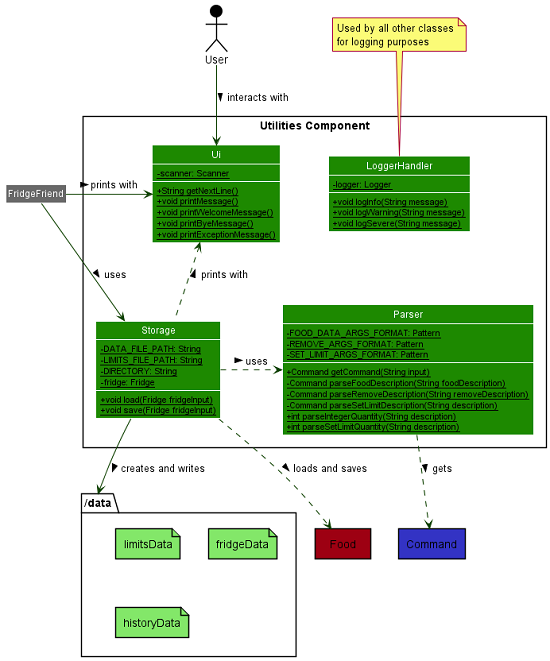 Used by all other classes
for logging purposes
User
interacts with
Utilities Component
Ui
-scanner: Scanner
+String getNextLine()
+void printMessage()
+void printWelcomeMessage()
+void printByeMessage()
+void printExceptionMessage()
LoggerHandler
-logger: Logger
+void logInfo(String message)
+void logWarning(String message)
+void logSevere(String message)
FridgeFriend
prints with
uses
prints with
Storage
-DATA_FILE_PATH: String
-LIMITS_FILE_PATH: String
-DIRECTORY: String
-fridge: Fridge
+void load(Fridge fridgeInput)
+void save(Fridge fridgeInput)
uses
Parser
-FOOD_DATA_ARGS_FORMAT: Pattern
-REMOVE_ARGS_FORMAT: Pattern
-SET_LIMIT_ARGS_FORMAT: Pattern
+Command getCommand(String input)
-Command parseFoodDescription(String foodDescription)
-Command parseRemoveDescription(String removeDescription)
-Command parseSetLimitDescription(String description)
+int parseIntegerQuantity(String description)
+int parseSetLimitQuantity(String description)
creates and writes
loads and saves
gets
/data
limitsData
fridgeData
historyData
Food
Command